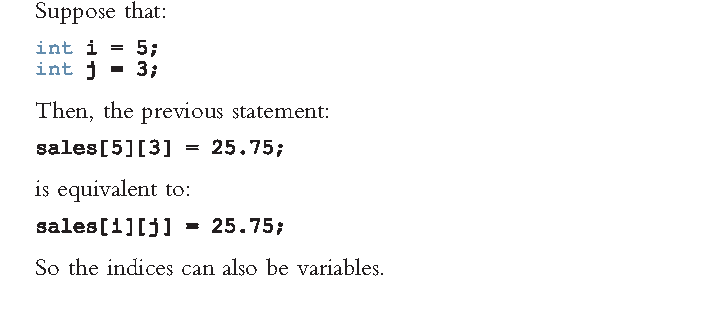 Suppose that:
int i = 5;
int j = 3;
Then, the previous statement:
sales[5][3] = 25.75;
is equivalent to:
sales[i][j] = 25.75;
So the indices can also be variables.